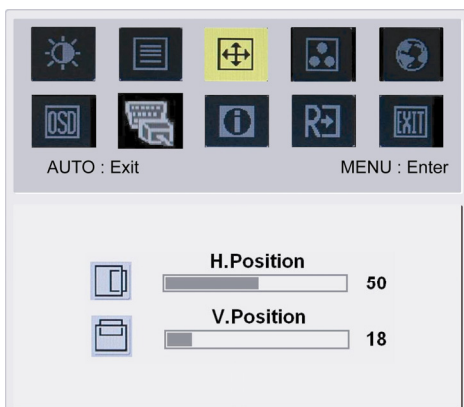 OSD
i
R
EXIT
AUTO : Exit
MENU : Enter
H.Position
50
V.Position
18